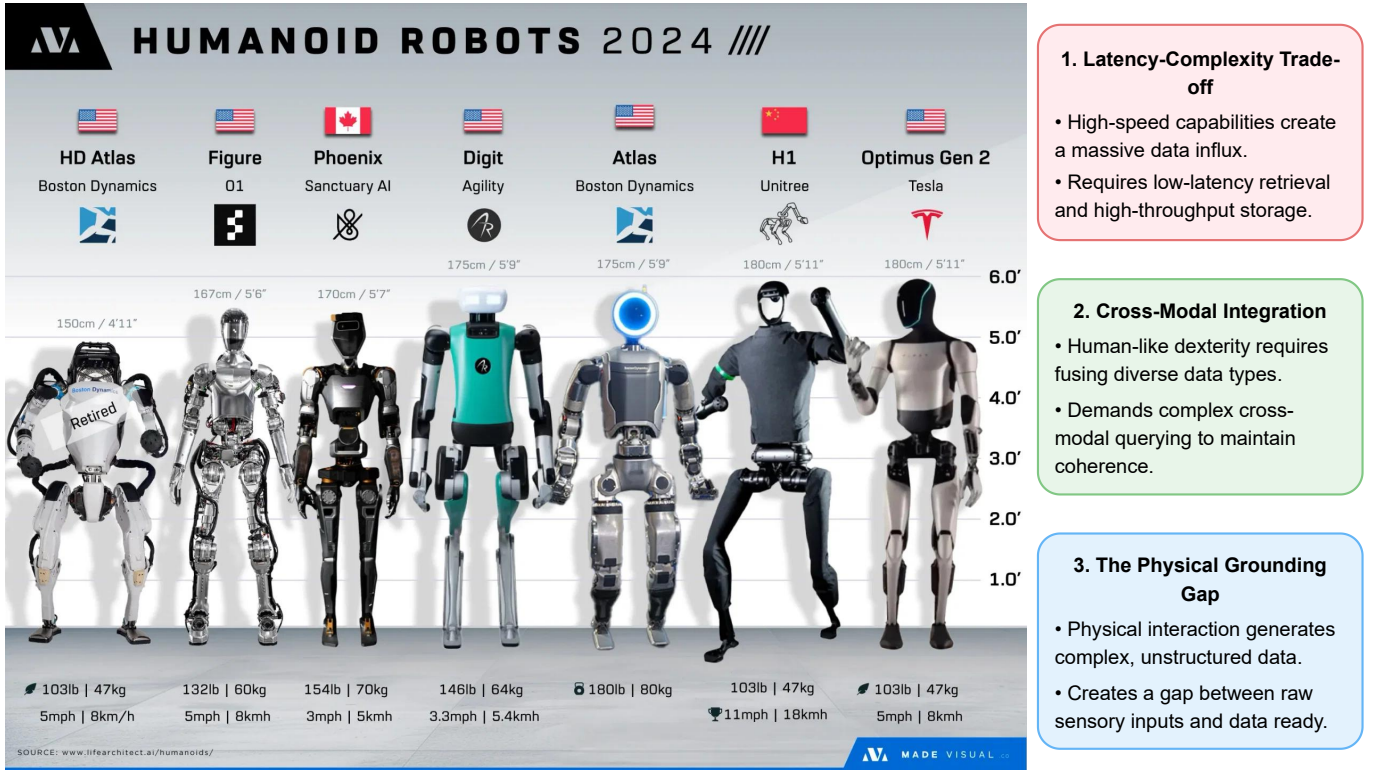 HUMANOID ROBOTS 2024 ////
HD Atlas
Boston Dynamics
150cm / 4'11"
Figure
01
167cm / 5'6"
Phoenix
Sanctuary AI
170cm / 5'7"
Digit
Agility
175cm / 5'9"
Atlas
Boston Dynamics
175cm / 5'9"
H1
Unitree
180cm / 5'11"
Optimus Gen 2
Tesla
180cm / 5'11"
6.0'
5.0'
4.0'
3.0'
2.0'
1.0'
Retired
103lb | 47kg
5mph | 8km/h
132lb | 60kg
5mph | 8kmh
154lb | 70kg
3mph | 5kmh
146lb | 64kg
3.3mph | 5.4kmh
180lb | 80kg
103lb | 47kg
11mph | 18kmh
103lb | 47kg
5mph | 8kmh
SOURCE: www.lifearchitect.ai/humanoids/
MADE VISUAL .co
1. Latency-Complexity Trade-
off
• High-speed capabilities create
a massive data influx.
• Requires low-latency retrieval
and high-throughput storage.
2. Cross-Modal Integration
• Human-like dexterity requires
fusing diverse data types.
• Demands complex cross-
modal querying to maintain
coherence.
3. The Physical Grounding
Gap
• Physical interaction generates
complex, unstructured data.
• Creates a gap between raw
sensory inputs and data ready.